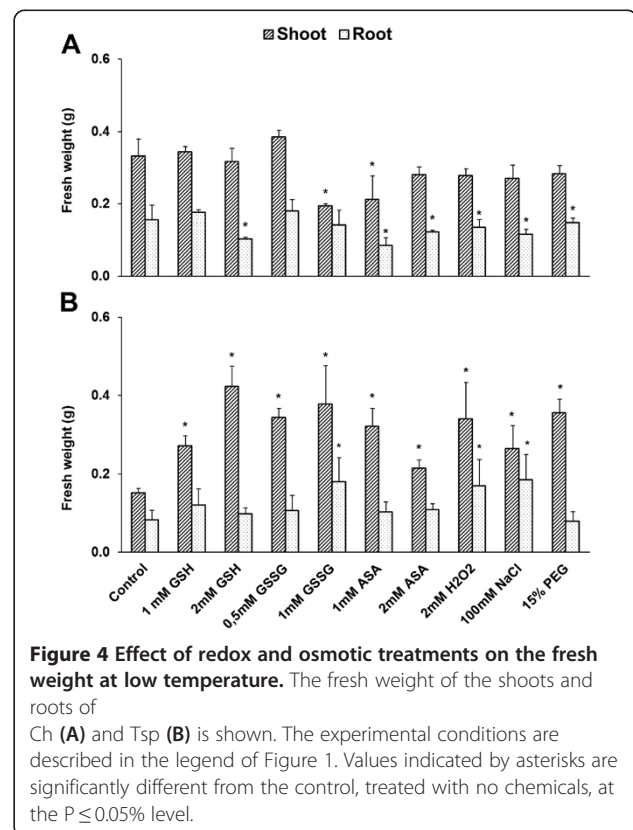 Shoot Root
A
0.6
0.4
0.2
0.0
Fresh weight (g)
* * * * * * * *
B
0.6
0.4
0.2
0.0
Fresh weight (g)
* * * * * * * * * * * *
Control
1 mM GSH
2mM GSH
0,5mM GSSG
1mM GSSG
1mM ASA
2mM ASA
2mM H2O2
100mM NaCl
15% PEG
Figure 4 Effect of redox and osmotic treatments on the fresh
weight at low temperature. The fresh weight of the shoots and
roots of
Ch (A) and Tsp (B) is shown. The experimental conditions are
described in the legend of Figure 1. Values indicated by asterisks are
significantly different from the control, treated with no chemicals, at
the P ≤ 0.05% level.